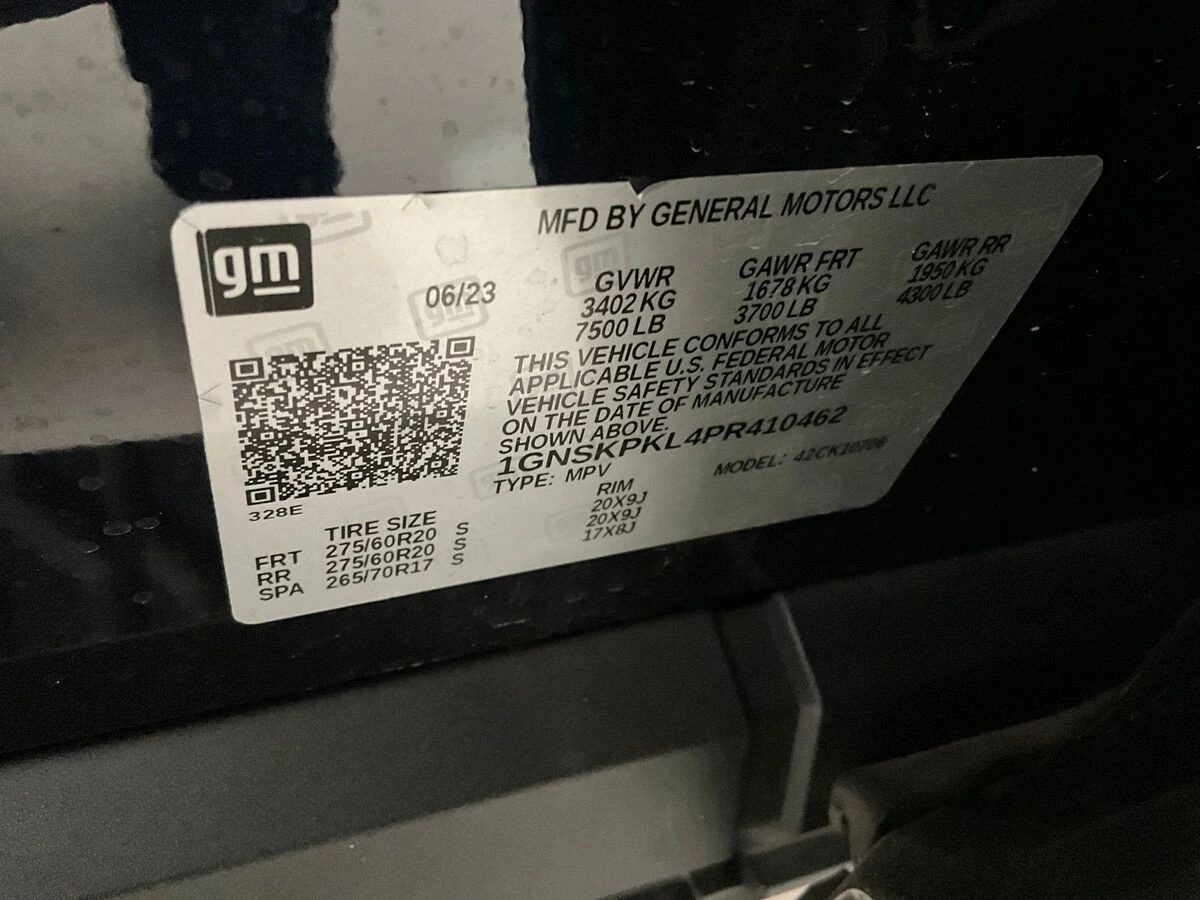 gm
MFD BY GENERAL MOTORS LLC
06/23
GVWR
3402 KG
7500 LB
GAWR FRT
1678 KG
3700 LB
GAWR RR
1950 KG
4300 LB
THIS VEHICLE CONFORMS TO ALL
APPLICABLE U.S. FEDERAL MOTOR
VEHICLE SAFETY STANDARDS IN EFFECT
ON THE DATE OF MANUFACTURE
SHOWN ABOVE.
1GNSKPKL4PR410462
TYPE: MPV MODEL: 42CK10706
328E
TIRE SIZE RIM
FRT 275/60R20 S 20X9J
RR 275/60R20 S 20X9J
SPA 265/70R17 S 17X8J